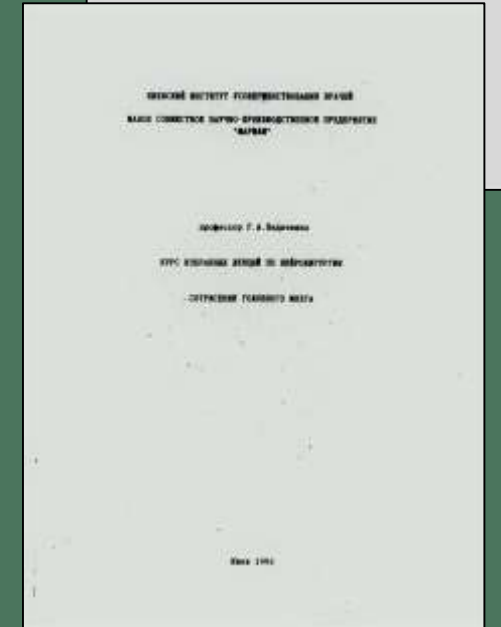 КИЕВСКИЙ ИНСТИТУТ УСОВЕРШЕНСТВОВАНИЯ ВРАЧЕЙ
МАЛОЕ СОВМЕСТНОЕ НАУЧНО-ПРОИЗВОДСТВЕННОЕ ПРЕДПРИЯТИЕ
профессор Г.А.Педаченко
КУРС ИЗБРАННЫХ ЛЕКЦИЙ ПО НЕЙРОХИРУРГИИ
СОТРЯСЕНИЕ ГОЛОВНОГО МОЗГА
Киев